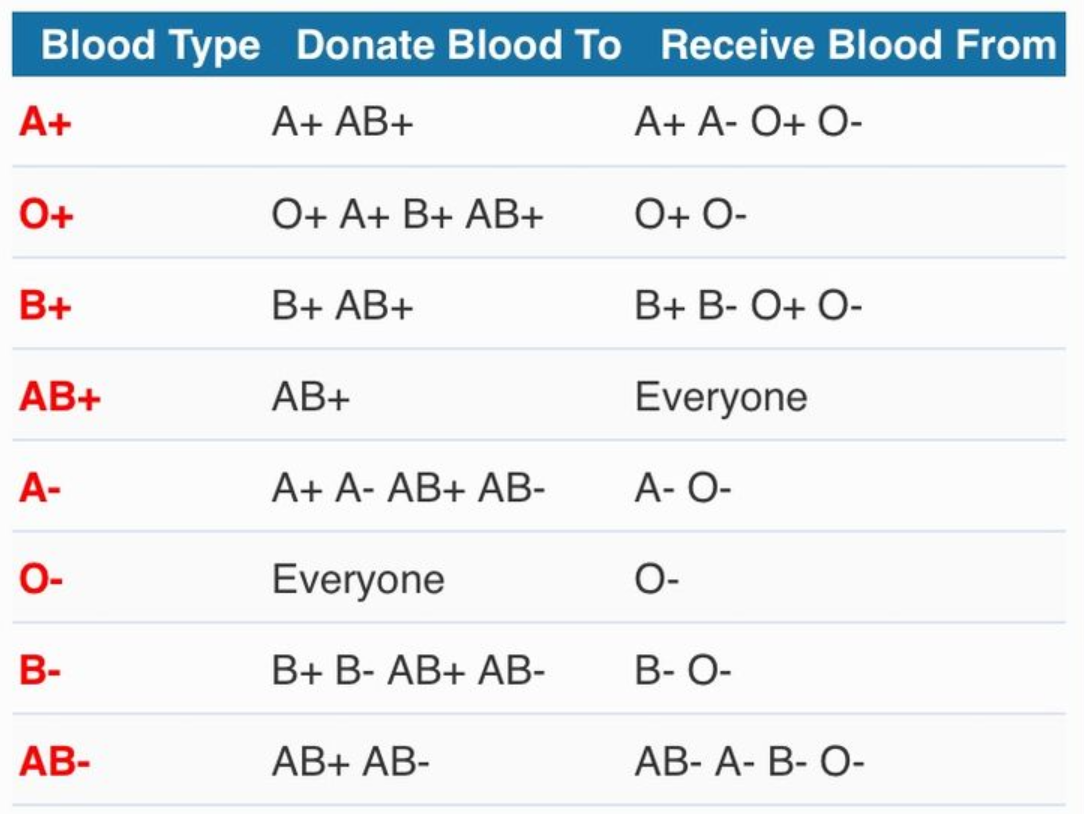 Blood Type Donate Blood To Receive Blood From
A+ A+ AB+ A+ A- O+ O-
O+ O+ A+ B+ AB+ O+ O-
B+ B+ AB+ B+ B- O+ O-
AB+ AB+ Everyone
A- A+ A- AB+ AB- A- O-
O- Everyone O-
B- B+ B- AB+ AB- B- O-
AB- AB+ AB- AB- A- B- O-